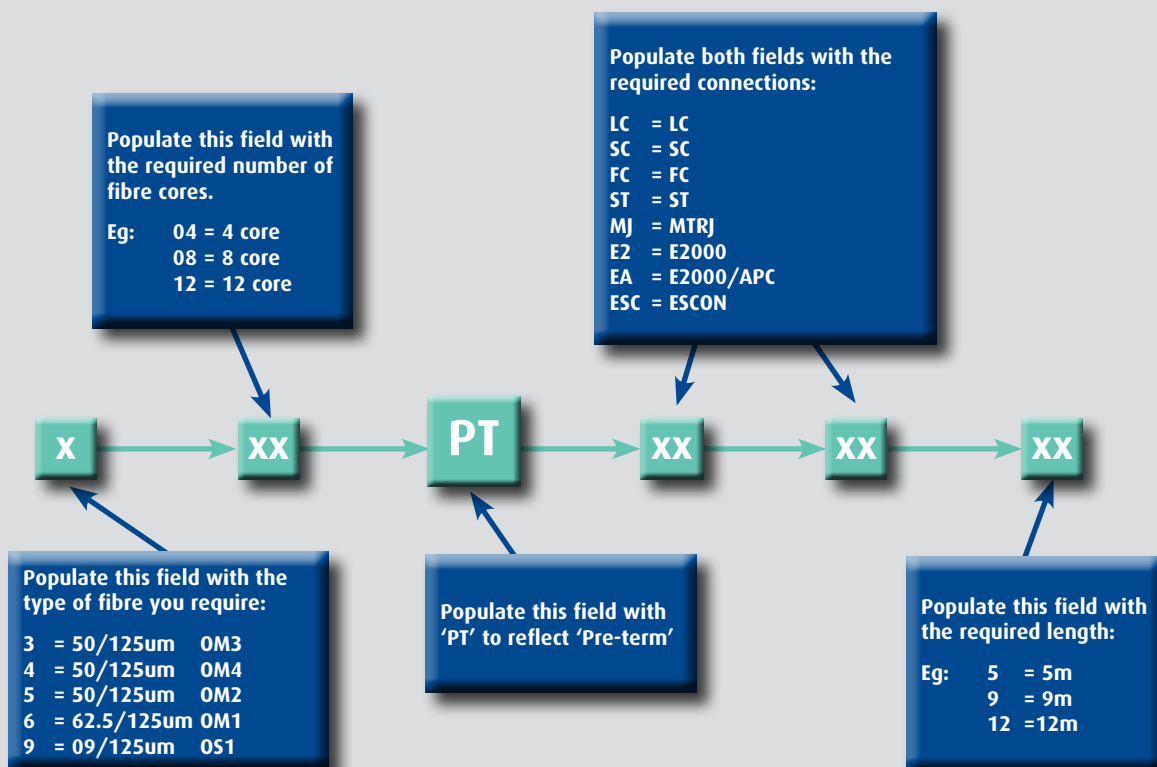 Populate both fields with the
required connections:
LC = LC
SC = SC
FC = FC
ST = ST
MJ = MTRJ
E2 = E2000
EA = E2000/APC
ESC = ESCON
Populate this field with
the required number of
fibre cores.
Eg: 04 = 4 core
08 = 8 core
12 = 12 core
X XX PT XX XX XX
Populate this field with the
type of fibre you require:
3 = 50/125um OM3
4 = 50/125um OM4
5 = 50/125um OM2
6 = 62.5/125um OM1
9 = 09/125um OS1
Populate this field with
‘PT’ to reflect ‘Pre-term’
Populate this field with
the required length:
Eg: 5 = 5m
9 = 9m
12 =12m